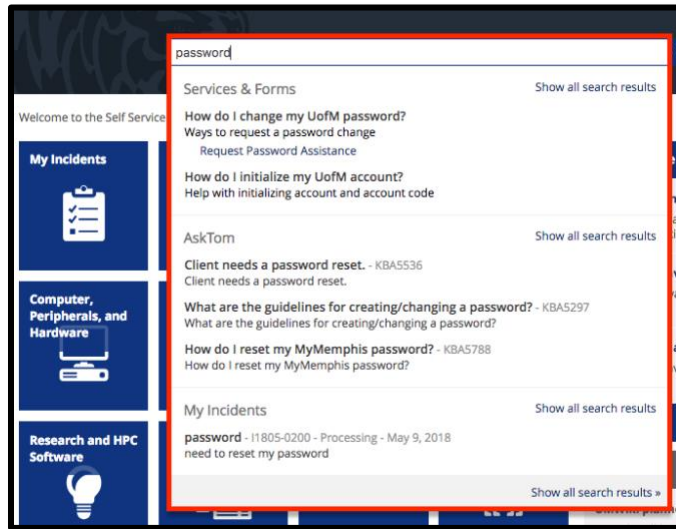 password
Services & Forms Show all search results
How do I change my UofM password?
Ways to request a password change
Request Password Assistance
How do I initialize my UofM account?
Help with initializing account and account code
AskTom Show all search results
Client needs a password reset. - KBA5536
Client needs a password reset.
What are the guidelines for creating/changing a password? - KBA5297
What are the guidelines for creating/changing a password?
How do I reset my MyMemphis password? - KBA5788
How do I reset my MyMemphis password?
My Incidents Show all search results
password - I1805-0200 - Processing - May 9, 2018
need to reset my password
Show all search results »
Welcome to the Self Service
My Incidents
Computer,
Peripherals, and
Hardware
Research and HPC
Software